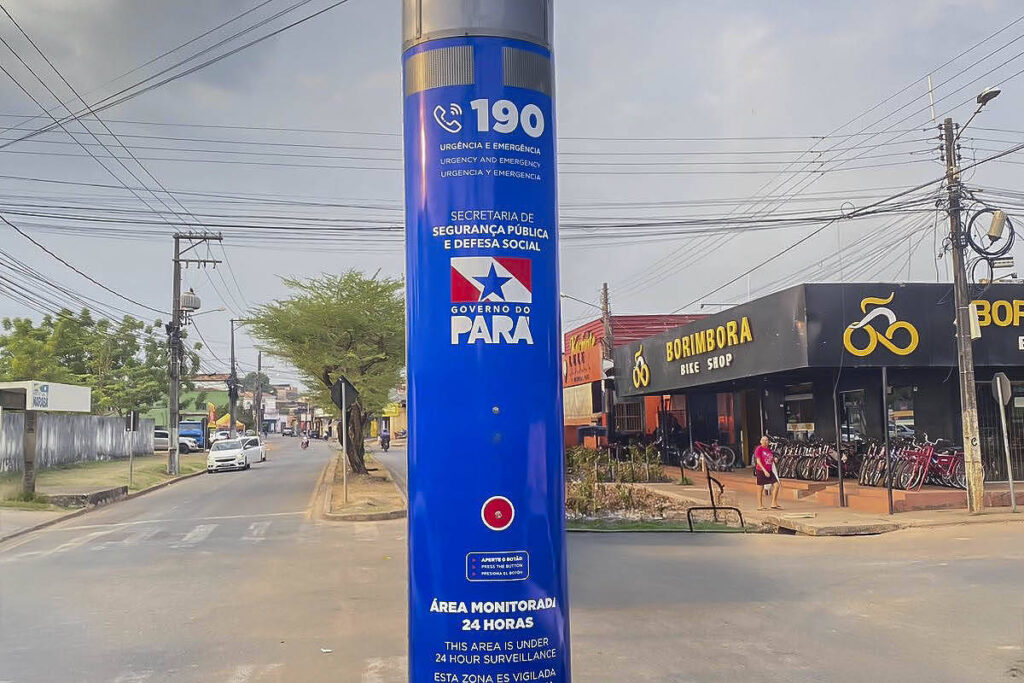 190
URGÊNCIA E EMERGÊNCIA
URGENCY AND EMERGENCY
URGENCIA Y EMERGENCIA
SECRETARIA DE
SEGURANÇA PÚBLICA
E DEFESA SOCIAL
GOVERNO DO
PARÁ
APERTE O BOTÃO
PRESS THE BUTTON
PRESIONA EL BOTÓN
ÁREA MONITORADA
24 HORAS
THIS AREA IS UNDER
24 HOUR SURVEILLANCE
ESTA ZONA ES VIGILADA
BORIMBORA
BIKE SHOP
BOR